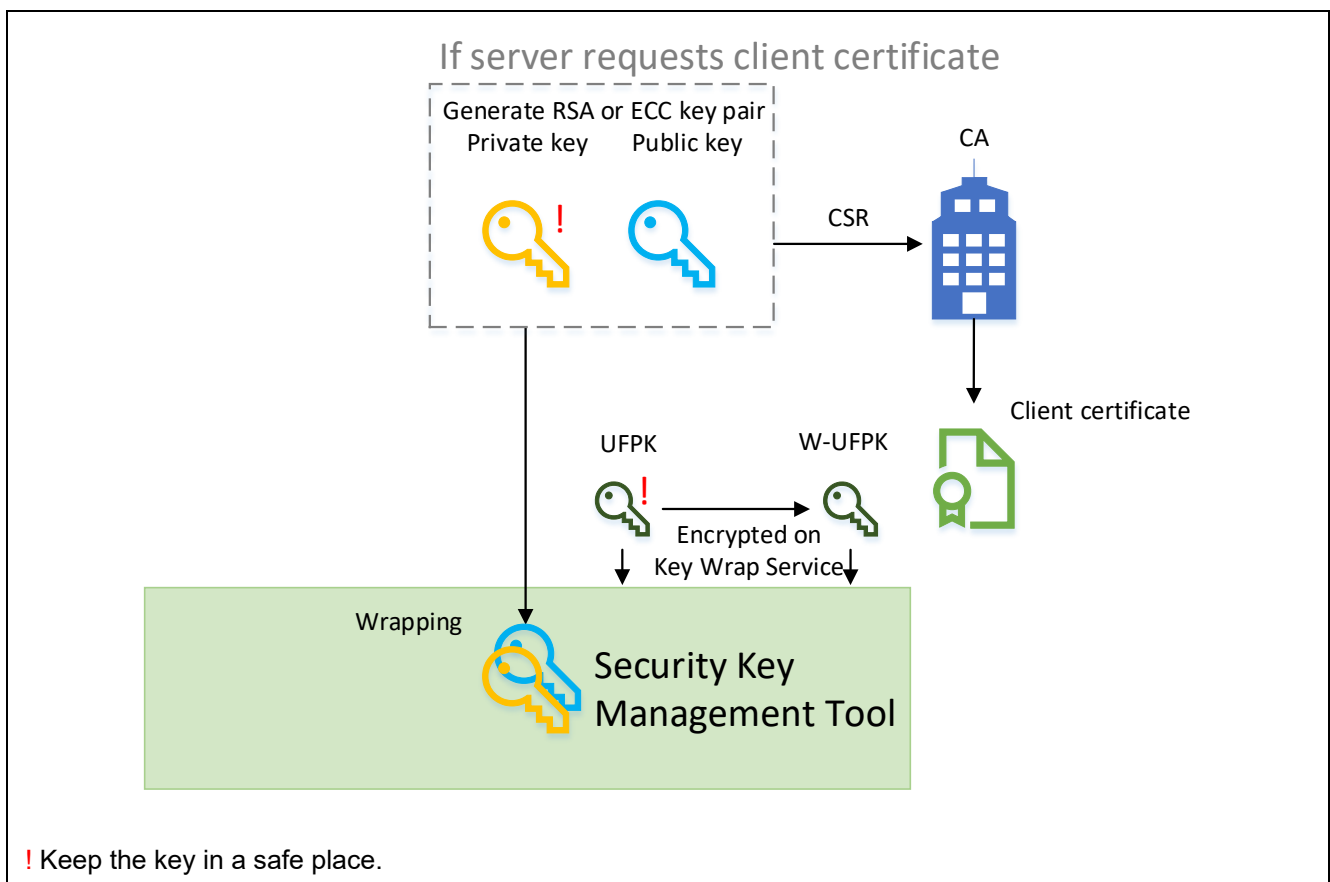 If server requests client certificate
Generate RSA or ECC key pair
Private key
Public key
!
CA
CSR
Client certificate
UFPK
W-UFPK
!
Encrypted on
Key Wrap Service
Wrapping
Security Key
Management Tool
! Keep the key in a safe place.